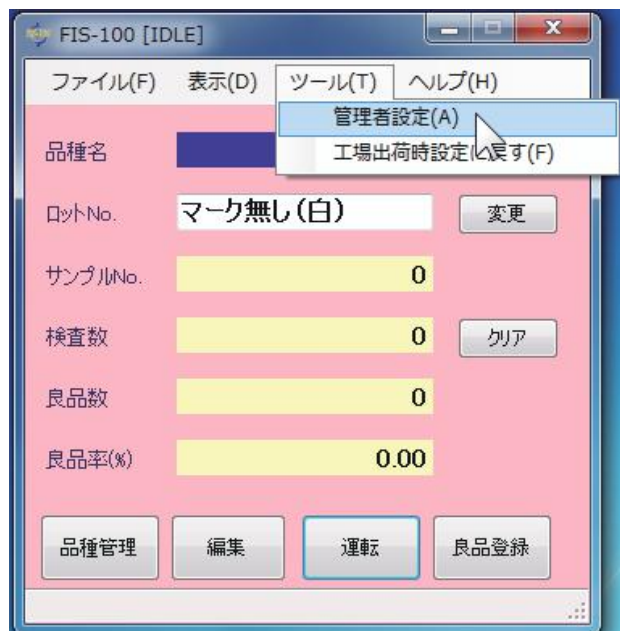 FIS-100 [IDLE]
ファイル(F) 表示(D) ツール(T) ヘルプ(H)
管理者設定(A)
工場出荷時設定に戻す(F)
品種名
ロットNo. マーク無し(白) 変更
サンプルNo. 0
検査数 0 クリア
良品数 0
良品率(%) 0.00
品種管理 編集 運転 良品登録